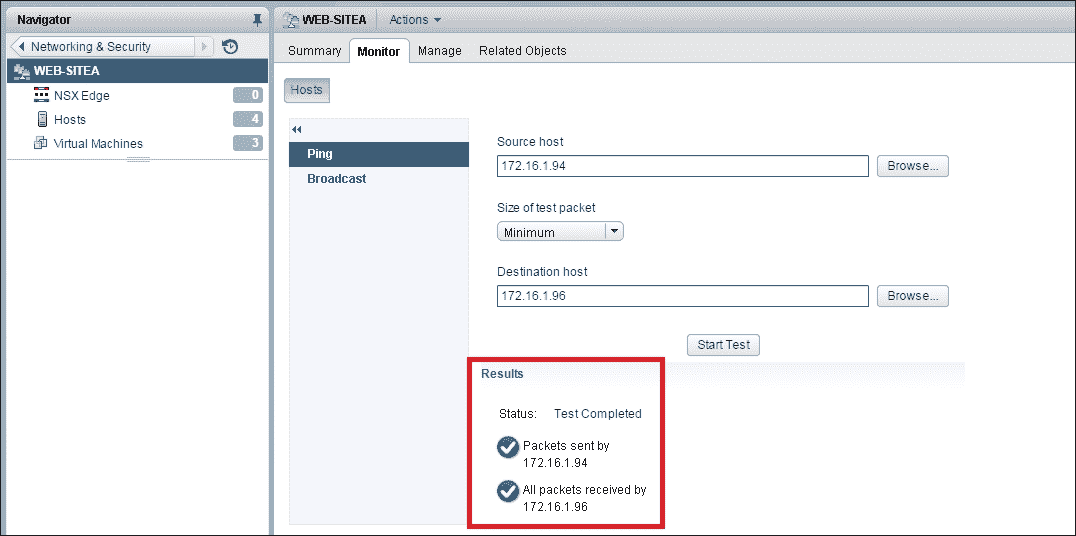 Navigator
Networking & Security
WEB-SITEA
NSX Edge 0
Hosts 4
Virtual Machines 3
WEB-SITEA Actions
Summary Monitor Manage Related Objects
Hosts
Ping
Broadcast
Source host
172.16.1.94 Browse...
Size of test packet
Minimum
Destination host
172.16.1.96 Browse...
Start Test
Results
Status: Test Completed
Packets sent by
172.16.1.94
All packets received by
172.16.1.96